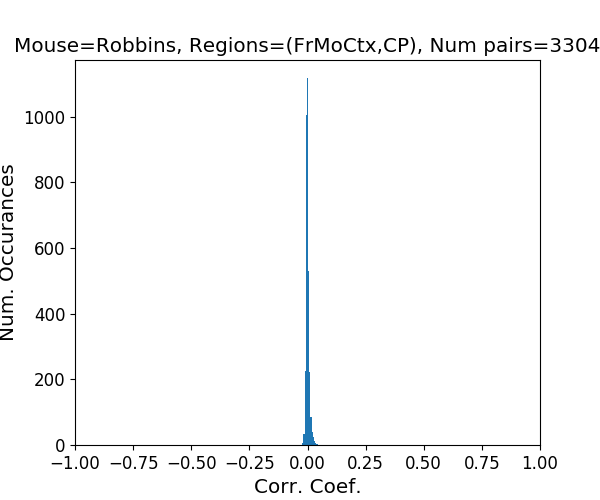 Mouse=Robbins, Regions=(FrMoCtx,CP), Num pairs=3304
1000
800
600
400
200
0
Num. Occurances
−1.00 −0.75 −0.50 −0.25 0.00 0.25 0.50 0.75 1.00
Corr. Coef.